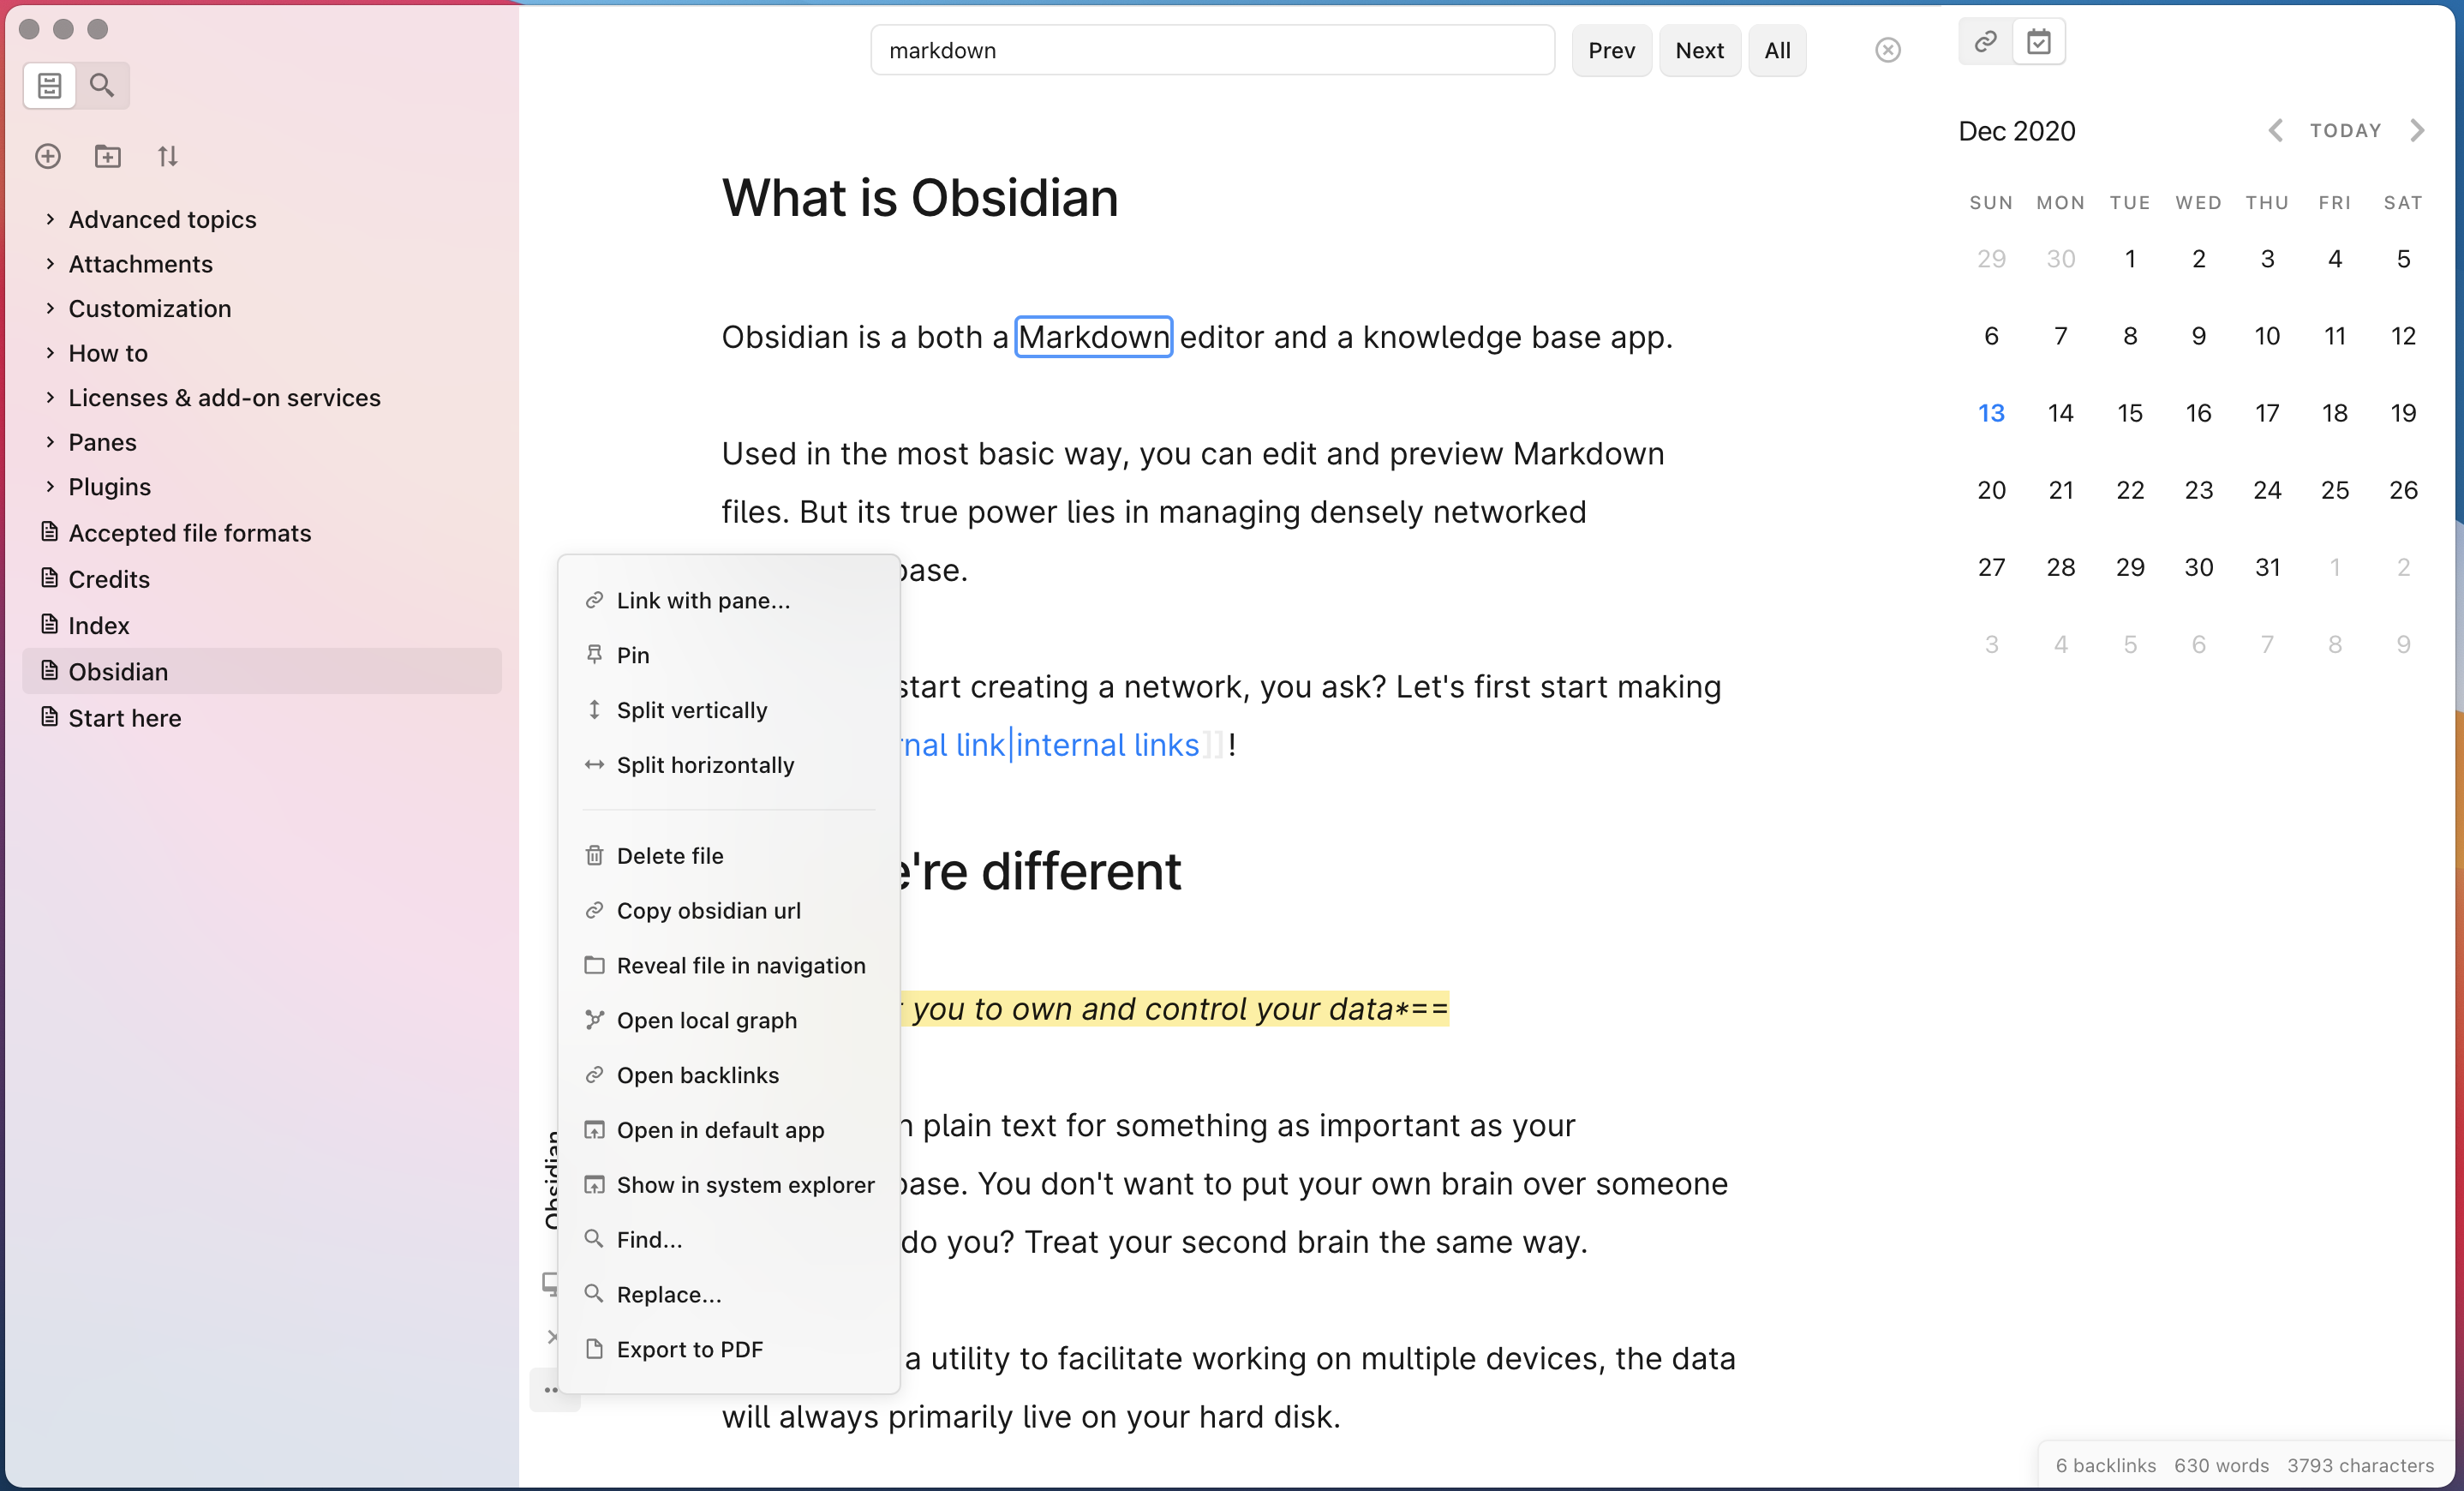 Advanced topics
Attachments
Customization
How to
Licenses & add-on services
Panes
Plugins
Accepted file formats
Credits
Index
Obsidian
Start here
markdown
Prev
Next
All
What is Obsidian
Obsidian is a both a Markdown editor and a knowledge base app.
Used in the most basic way, you can edit and preview Markdown
files. But its true power lies in managing densely networked
base.
start creating a network, you ask? Let's first start making
link|internal links]]!
're different
you to own and control your data*==
plain text for something as important as your
base. You don't want to put your own brain over someone
do you? Treat your second brain the same way.
a utility to facilitate working on multiple devices, the data
will always primarily live on your hard disk.
Obsidian
Link with pane...
Pin
Split vertically
Split horizontally
Delete file
Copy obsidian url
Reveal file in navigation
Open local graph
Open backlinks
Open in default app
Show in system explorer
Find...
Replace...
Export to PDF
Dec 2020
TODAY
SUN MON TUE WED THU FRI SAT
29 30 1 2 3 4 5
6 7 8 9 10 11 12
13 14 15 16 17 18 19
20 21 22 23 24 25 26
27 28 29 30 31 1 2
3 4 5 6 7 8 9
6 backlinks 630 words 3793 characters